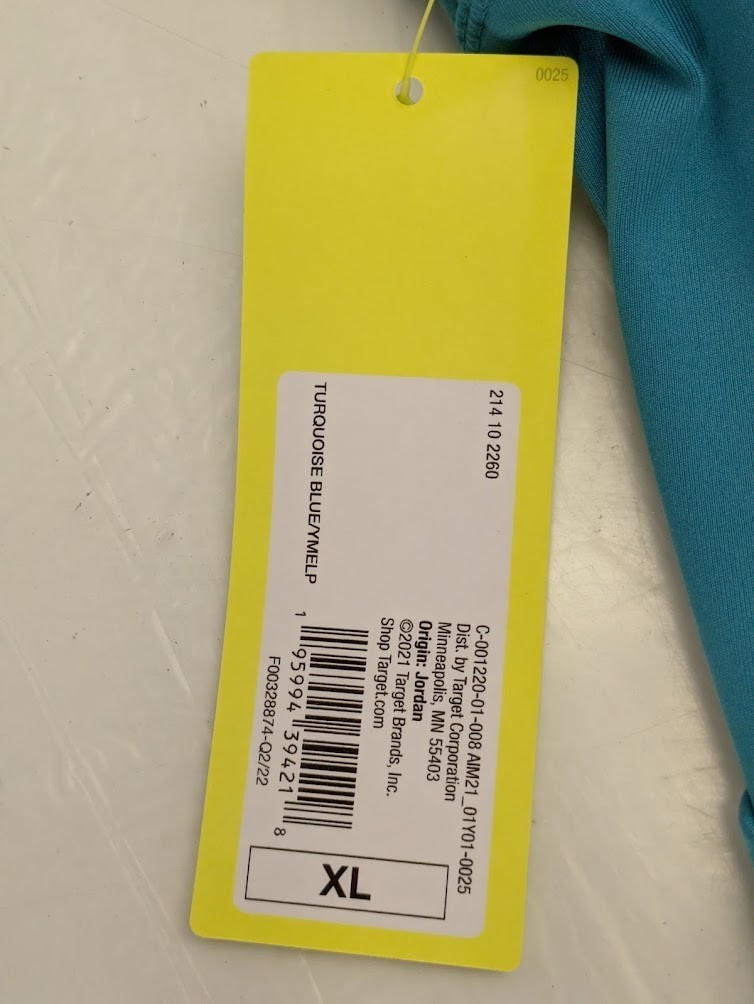 0025
214 10 2260
C-001220-01-008 AIM21_01Y01-0025
Dist. by Target Corporation
Minneapolis, MN 55403
Origin: Jordan
©2021 Target Brands, Inc.
Shop Target.com
TURQUOISE BLUE/YMELP
1 95994 39421 8
F00328874-Q2/22
XL